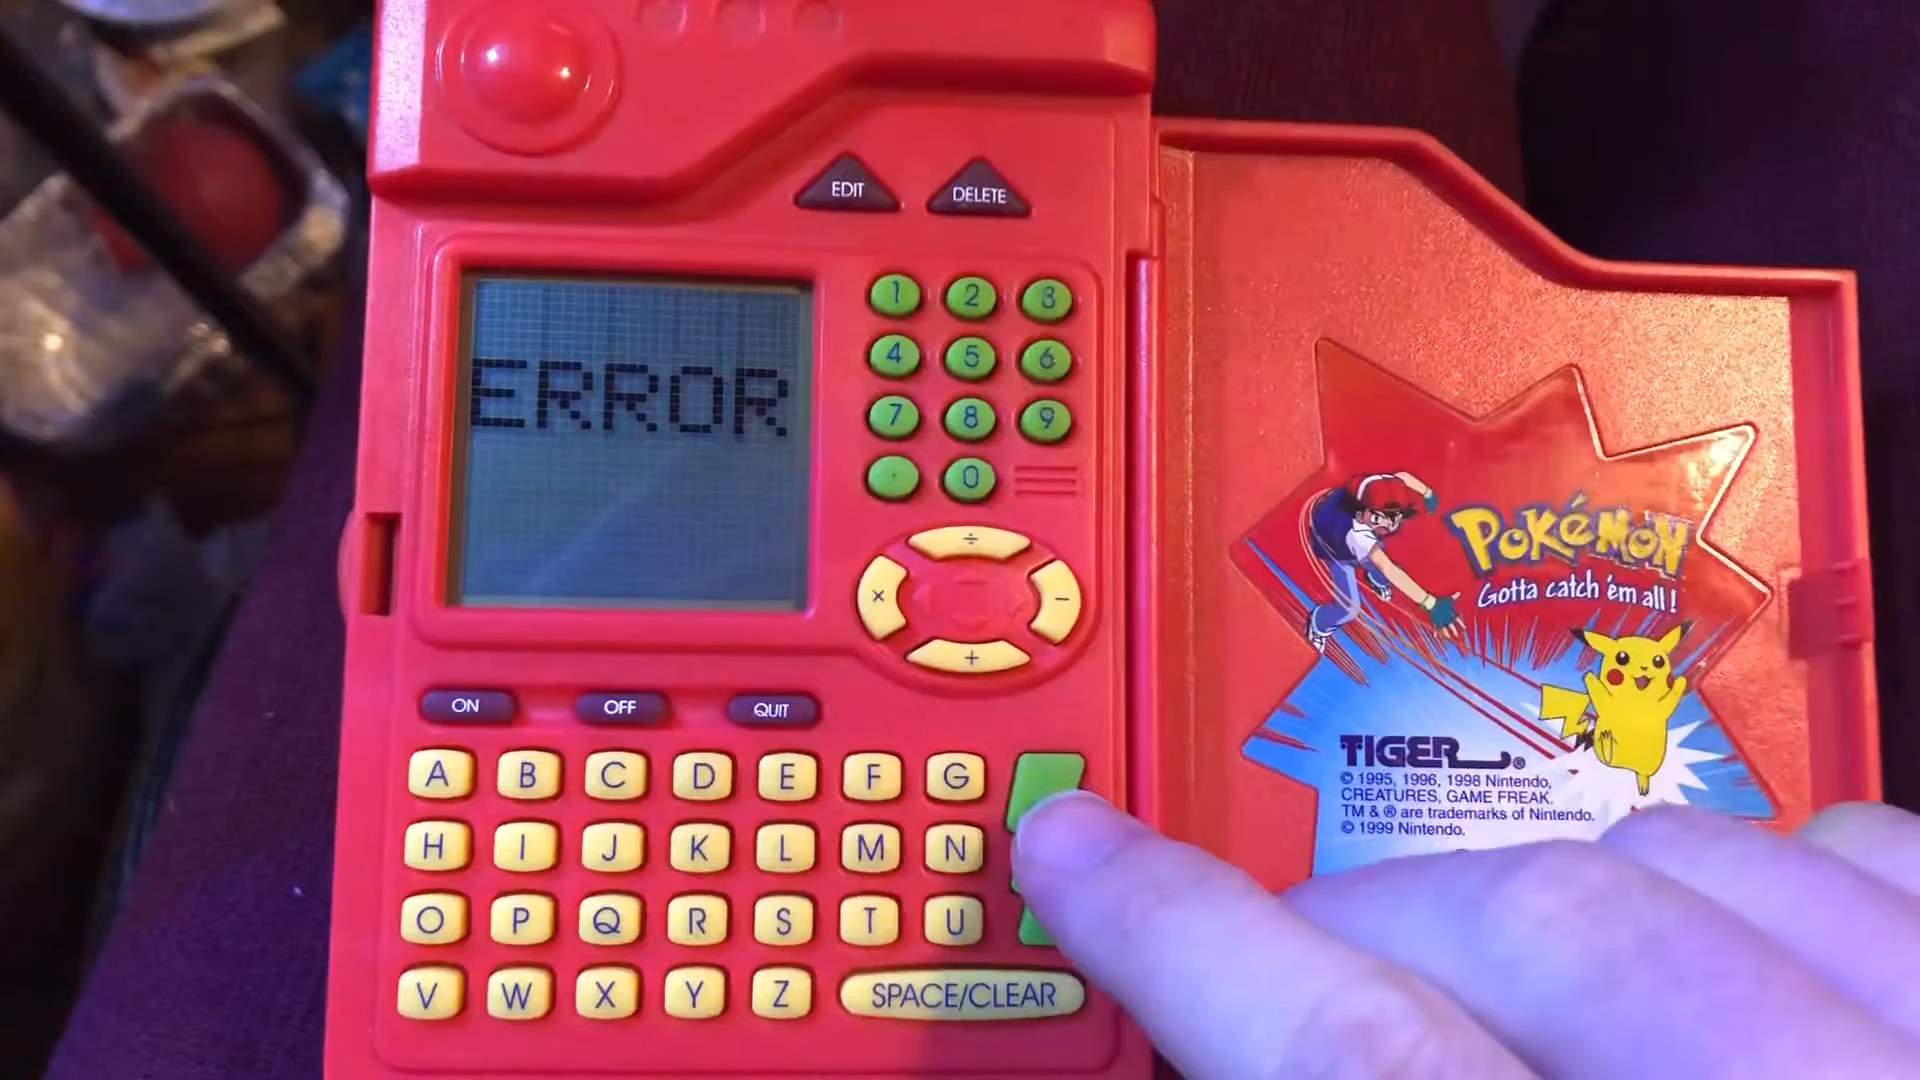 EDIT
DELETE
ERROR
1 2 3
4 5 6
7 8 9
. 0
÷
× −
+
ON OFF QUIT
A B C D E F G
H I J K L M N
O P Q R S T U
V W X Y Z SPACE/CLEAR
POKéMON
Gotta catch 'em all!
TIGER®
© 1995, 1996, 1998 Nintendo,
CREATURES, GAME FREAK.
TM & ® are trademarks of Nintendo.
© 1999 Nintendo.